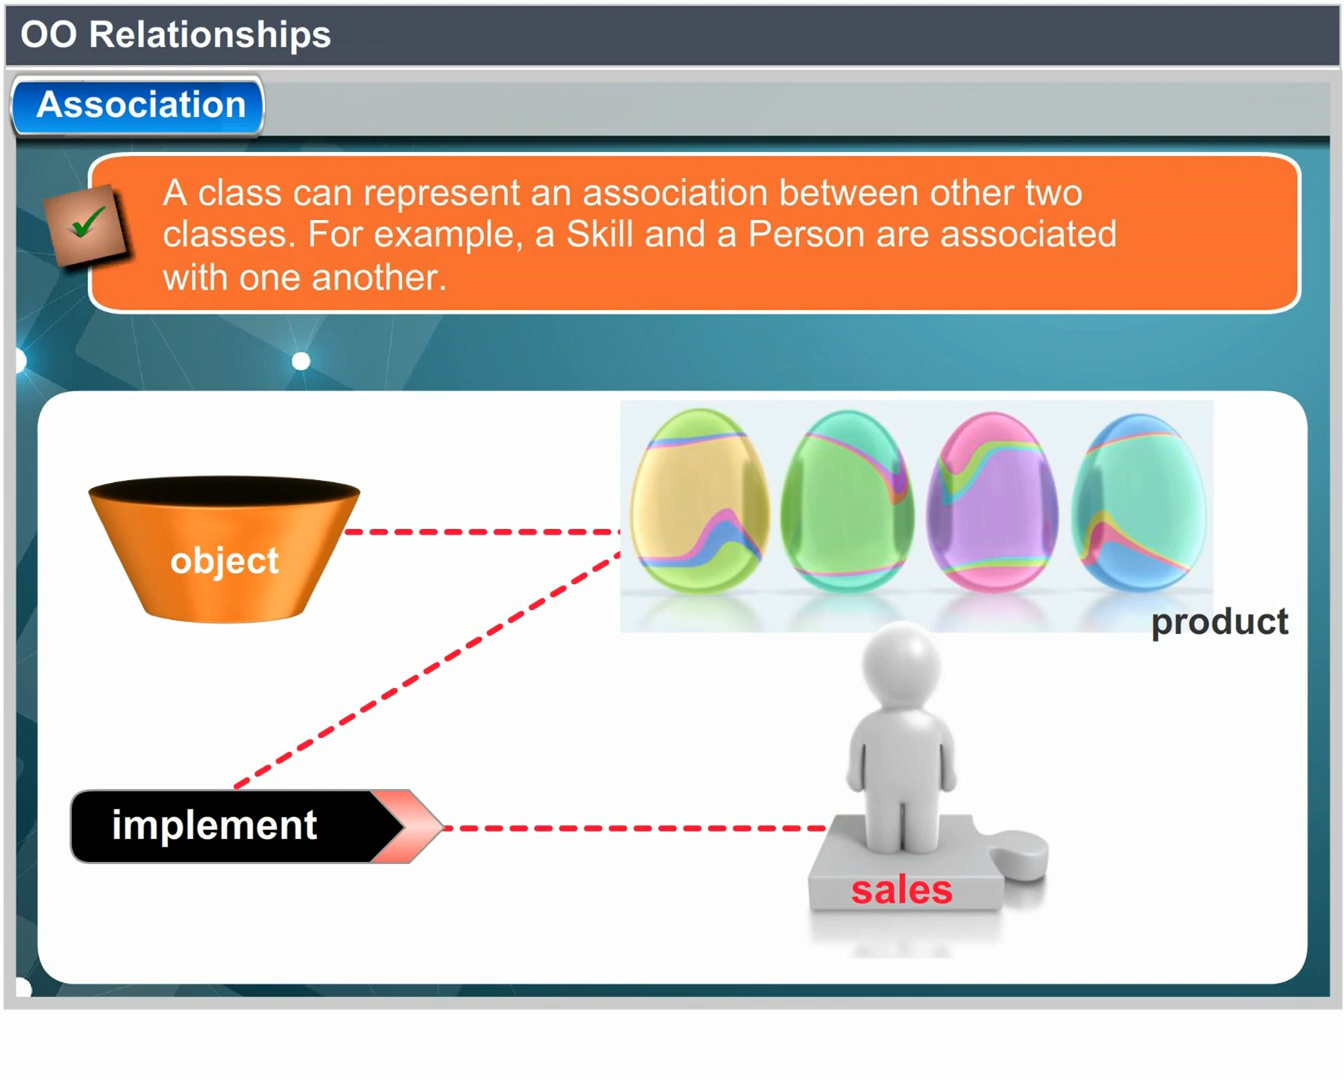 OO Relationships
Association
A class can represent an association between other two
classes. For example, a Skill and a Person are associated
with one another.
object
product
implement
sales